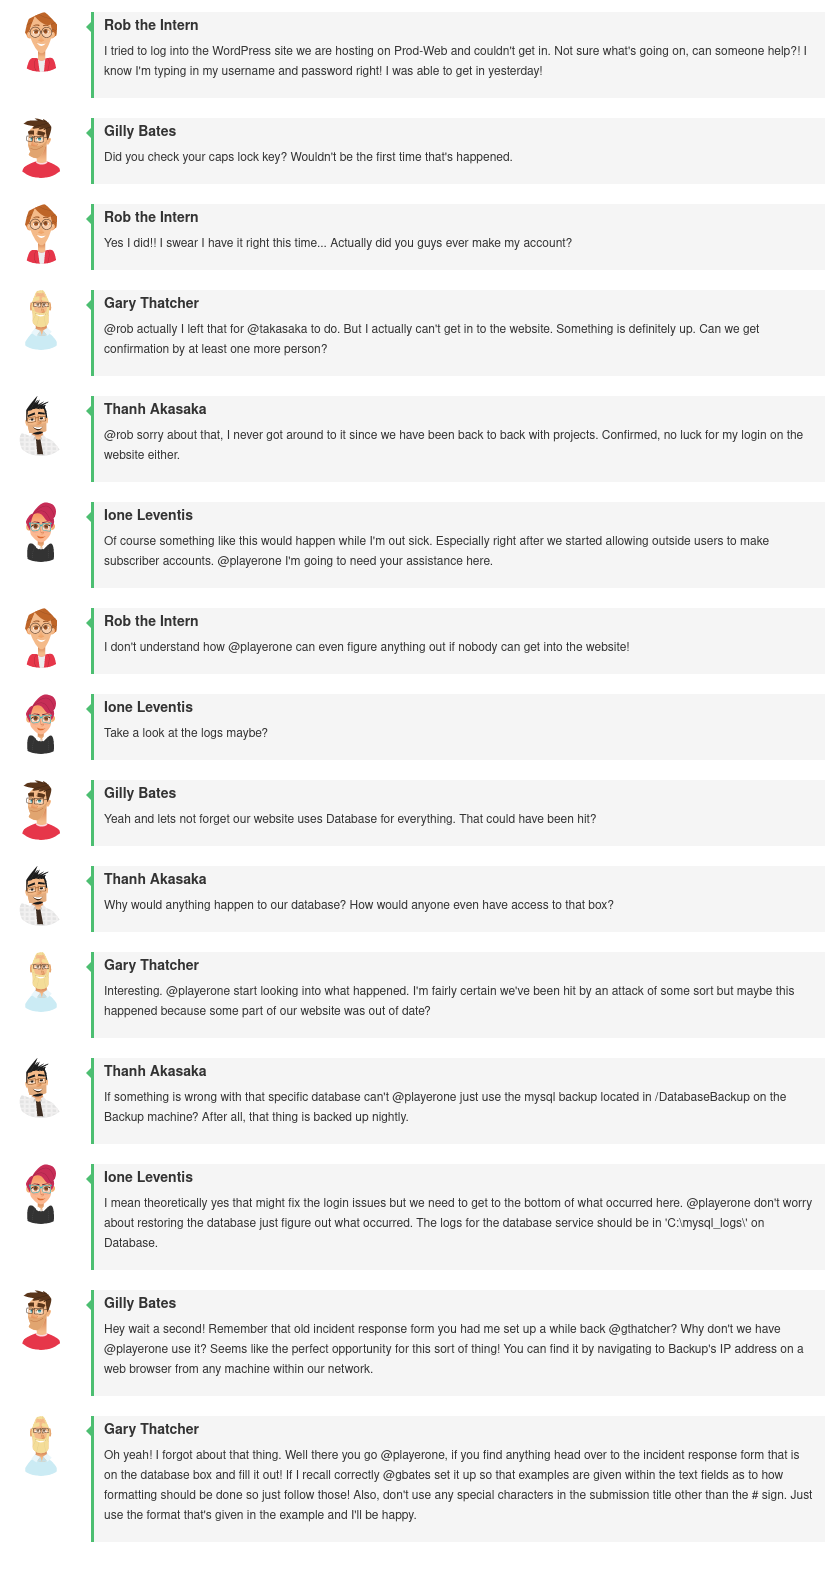 Rob the Intern
I tried to log into the WordPress site we are hosting on Prod-Web and couldn't get in. Not sure what's going on, can someone help?! I
know I'm typing in my username and password right! I was able to get in yesterday!
Gilly Bates
Did you check your caps lock key? Wouldn't be the first time that's happened.
Rob the Intern
Yes I did!! I swear I have it right this time... Actually did you guys ever make my account?
Gary Thatcher
@rob actually I left that for @takasaka to do. But I actually can't get in to the website. Something is definitely up. Can we get
confirmation by at least one more person?
Thanh Akasaka
@rob sorry about that, I never got around to it since we have been back to back with projects. Confirmed, no luck for my login on the
website either.
Ione Leventis
Of course something like this would happen while I'm out sick. Especially right after we started allowing outside users to make
subscriber accounts. @playerone I'm going to need your assistance here.
Rob the Intern
I don't understand how @playerone can even figure anything out if nobody can get into the website!
Ione Leventis
Take a look at the logs maybe?
Gilly Bates
Yeah and lets not forget our website uses Database for everything. That could have been hit?
Thanh Akasaka
Why would anything happen to our database? How would anyone even have access to that box?
Gary Thatcher
Interesting. @playerone start looking into what happened. I'm fairly certain we've been hit by an attack of some sort but maybe this
happened because some part of our website was out of date?
Thanh Akasaka
If something is wrong with that specific database can't @playerone just use the mysql backup located in /DatabaseBackup on the
Backup machine? After all, that thing is backed up nightly.
Ione Leventis
I mean theoretically yes that might fix the login issues but we need to get to the bottom of what occurred here. @playerone don't worry
about restoring the database just figure out what occurred. The logs for the database service should be in 'C:\mysql_logs\' on
Database.
Gilly Bates
Hey wait a second! Remember that old incident response form you had me set up a while back @gthatcher? Why don't we have
@playerone use it? Seems like the perfect opportunity for this sort of thing! You can find it by navigating to Backup's IP address on a
web browser from any machine within our network.
Gary Thatcher
Oh yeah! I forgot about that thing. Well there you go @playerone, if you find anything head over to the incident response form that is
on the database box and fill it out! If I recall correctly @gbates set it up so that examples are given within the text fields as to how
formatting should be done so just follow those! Also, don't use any special characters in the submission title other than the # sign. Just
use the format that's given in the example and I'll be happy.